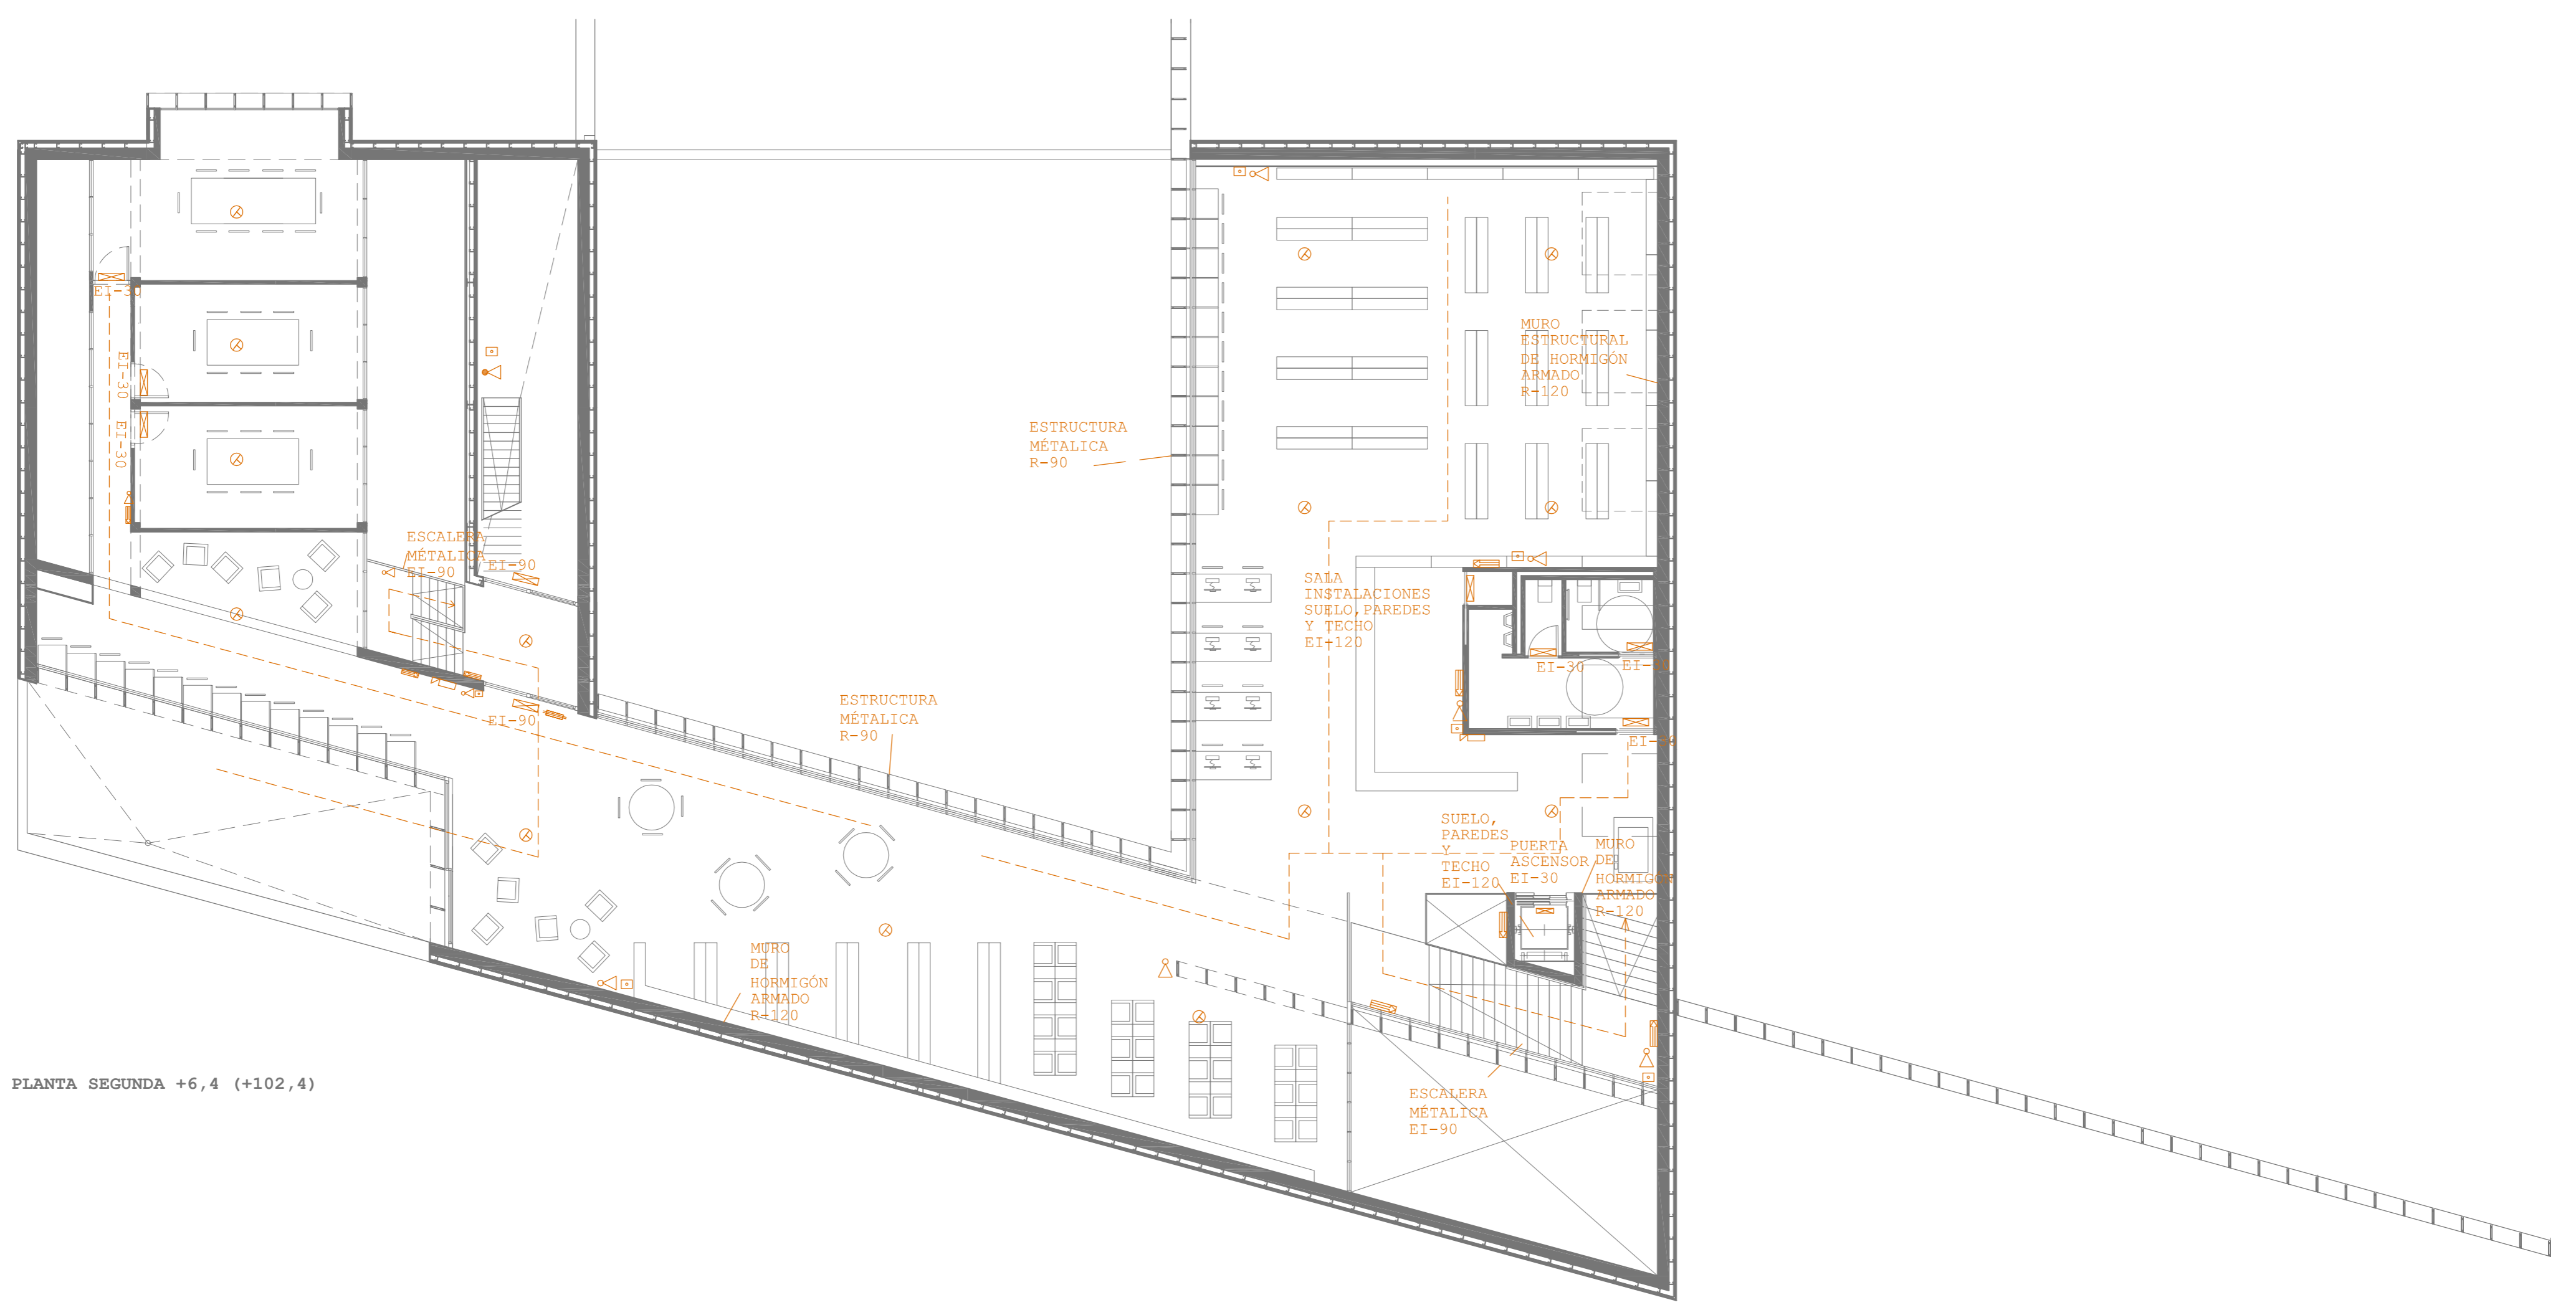 EI-30
EI-30
EI-30
ESCALERA
MÉTALICA
EI-90
EI-90
EI-90
ESTRUCTURA
MÉTALICA
R-90
ESTRUCTURA
MÉTALICA
R-90
MURO
ESTRUCTURAL
DE HORMIGÓN
ARMADO
R-120
SALA
INSTALACIONES
SUELO,PAREDES
Y TECHO
EI-120
EI-30
SUELO,
PAREDES
Y
TECHO
EI-120
PUERTA
ASCENSOR
EI-30
MURO
DE
HORMIGÓN
ARMADO
R-120
MURO
DE
HORMIGÓN
ARMADO
R-120
ESCALERA
MÉTALICA
EI-90
PLANTA SEGUNDA +6,4 (+102,4)